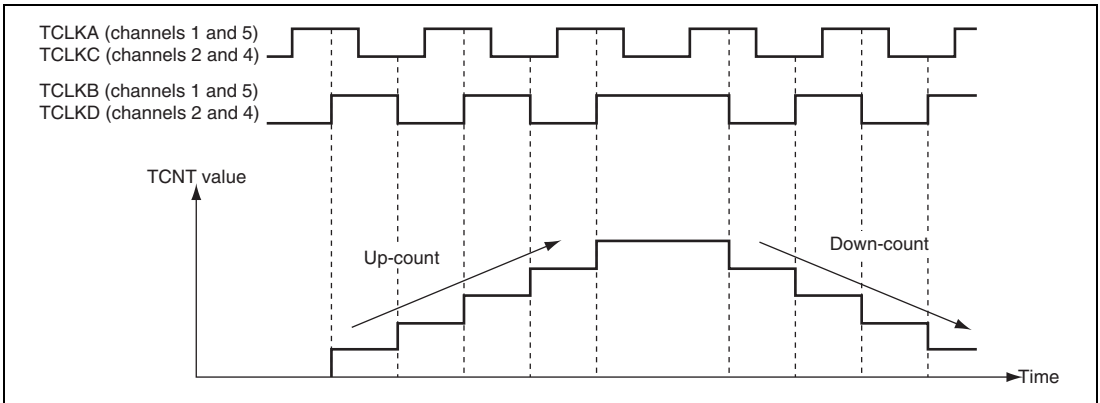 TCLKA (channels 1 and 5)
TCLKC (channels 2 and 4)
TCLKB (channels 1 and 5)
TCLKD (channels 2 and 4)
TCNT value
Up-count
Down-count
Time